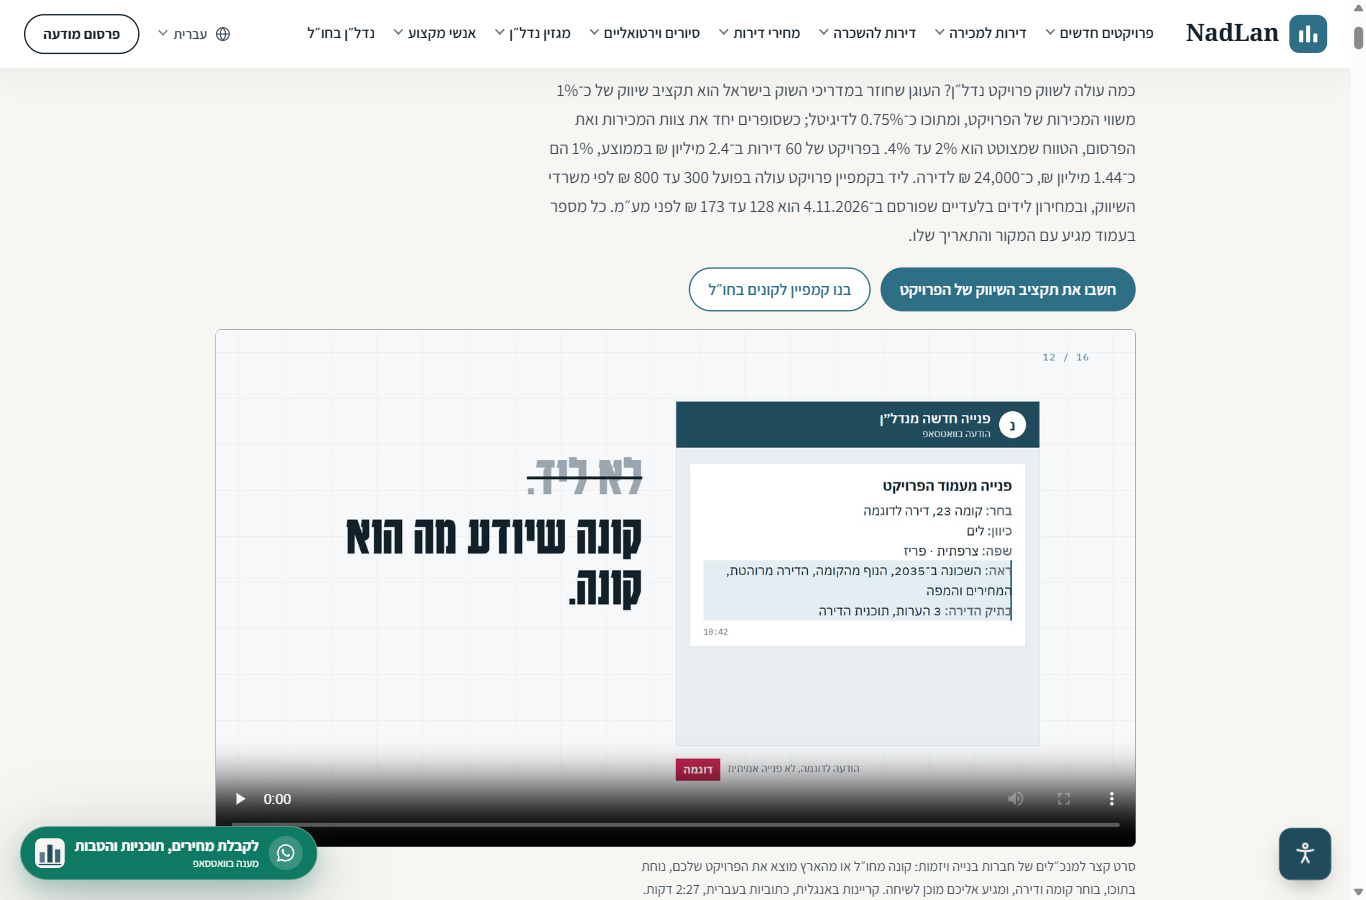 NadLan
פרויקטים חדשים
דירות למכירה
דירות להשכרה
מחירי דירות
סיורים וירטואליים
מגזין נדל״ן
אנשי מקצוע
נדל״ן בחו״ל
עברית
פרסום מודעה
כמה עולה לשווק פרויקט נדל״ן? העוגן שחוזר במדריכי השוק בישראל הוא תקציב שיווק של כ־1%
משווי המכירות של הפרויקט, ומתוכו כ־0.75% לדיגיטל; כשסופרים יחד את צוות המכירות ואת
הפרסום, הטווח שמצוטט הוא 2% עד 4%. בפרויקט של 60 דירות ב־2.4 מיליון ₪ בממוצע, 1% הם
כ־1.44 מיליון ₪, כ־24,000 ₪ לדירה. ליד בקמפיין פרויקט עולה בפועל 300 עד 800 ₪ לפי משרדי
השיווק, ובמחירון לידים בלעדיים שפורסם ב־4.11.2026 הוא 128 עד 173 ₪ לפני מע״מ. כל מספר
בעמוד מגיע עם המקור והתאריך שלו.
חשבו את תקציב השיווק של הפרויקט
בנו קמפיין לקונים בחו״ל
12 / 16
נ
פנייה חדשה מנדל״ן
הודעה בוואטסאפ
פנייה מעמוד הפרויקט
בחר: קומה 23, דירה לדוגמה
כיוון: לים
שפה: צרפתית · פריז
ראה: השכונה ב־2035, הנוף מהקומה, הדירה מרוהטת,
המחירים והמפה
בתיק הדירה: 3 הערות, תוכנית הדירה
10:42
לא ליד.
קונה שיודע מה הוא
קונה.
דוגמה
הודעה לדוגמה, לא פנייה אמיתית
0:00
סרט קצר למנכ״לים של חברות בנייה ויזמות: קונה מחו״ל או מהארץ מוצא את הפרויקט שלכם, נוחת
בתוכו, בוחר קומה ודירה, ומגיע אליכם מוכן לשיחה. קריינות באנגלית, כתוביות בעברית, 2:27 דקות.
לקבלת מחירים, תוכניות והטבות
מענה בוואטסאפ